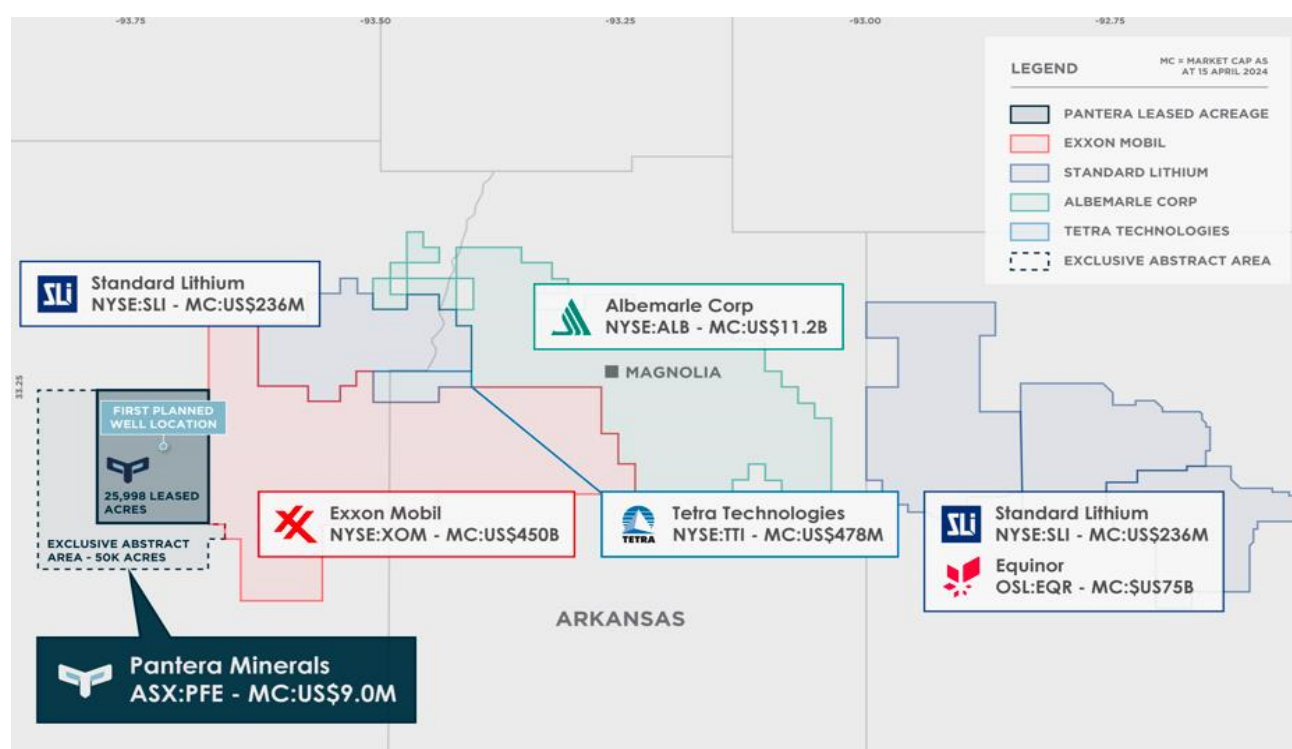 -93.75
-93.50
-93.25
-93.00
-92.75
LEGEND
MC = MARKET CAP AS
AT 15 APRIL 2024
PANTERA LEASED ACREAGE
EXXON MOBIL
STANDARD LITHIUM
ALBEMARLE CORP
TETRA TECHNOLOGIES
EXCLUSIVE ABSTRACT AREA
SLi
Standard Lithium
NYSE:SLI - MC:US$236M
Albemarle Corp
NYSE:ALB - MC:US$11.2B
MAGNOLIA
33.25
FIRST PLANNED
WELL LOCATION
25,998 LEASED
ACRES
EXCLUSIVE ABSTRACT
AREA - 50K ACRES
Exxon Mobil
NYSE:XOM - MC:US$450B
TETRA
Tetra Technologies
NYSE:TTI - MC:US$478M
SLi
Standard Lithium
NYSE:SLI - MC:US$236M
Equinor
OSL:EQR - MC:$US75B
ARKANSAS
Pantera Minerals
ASX:PFE - MC:US$9.0M